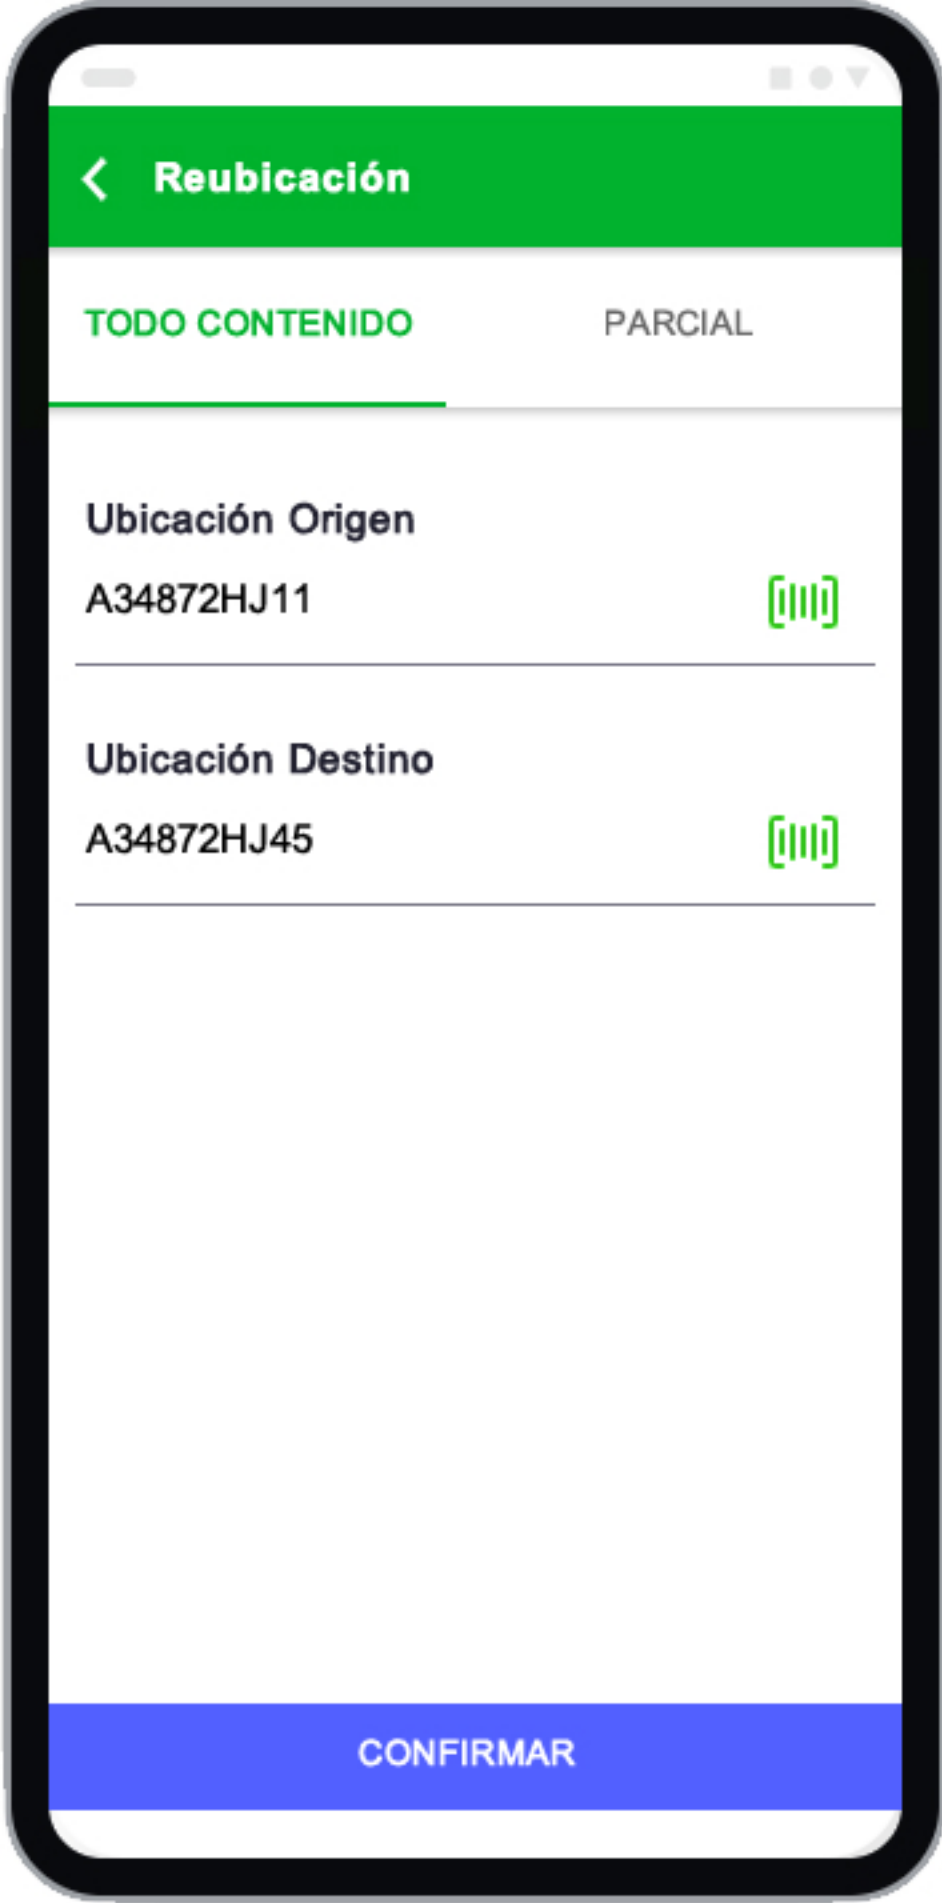 Reubicación
TODO CONTENIDO PARCIAL
Ubicación Origen
A34872HJ11
Ubicación Destino
A34872HJ45
CONFIRMAR